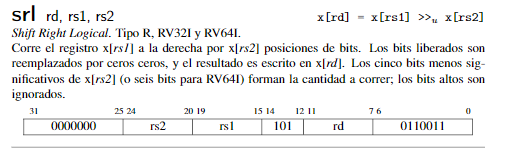 srl rd, rs1, rs2 x[rd] = x[rs1] >>ᵤ x[rs2]
Shift Right Logical. Tipo R, RV32I y RV64I.
Corre el registro x[rs1] a la derecha por x[rs2] posiciones de bits. Los bits liberados son
reemplazados por ceros ceros, y el resultado es escrito en x[rd]. Los cinco bits menos sig-
nificativos de x[rs2] (o seis bits para RV64I) forman la cantidad a correr; los bits altos son
ignorados.
31 25 24 20 19 15 14 12 11 7 6 0
0000000 rs2 rs1 101 rd 0110011